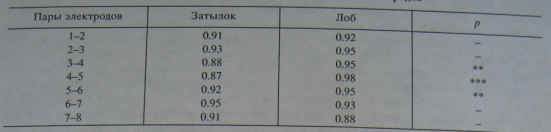 Пары электродов Затылок Лоб p
1–2 0.91 0.92 –
2–3 0.93 0.95 –
3–4 0.88 0.95 **
4–5 0.87 0.98 ***
5–6 0.92 0.95 **
6–7 0.95 0.93 –
7–8 0.91 0.88 –